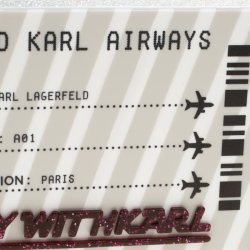 D KARL AIRWAYS
ARL LAGERFELD
: A01
ION: PARIS
Y WITHKARL